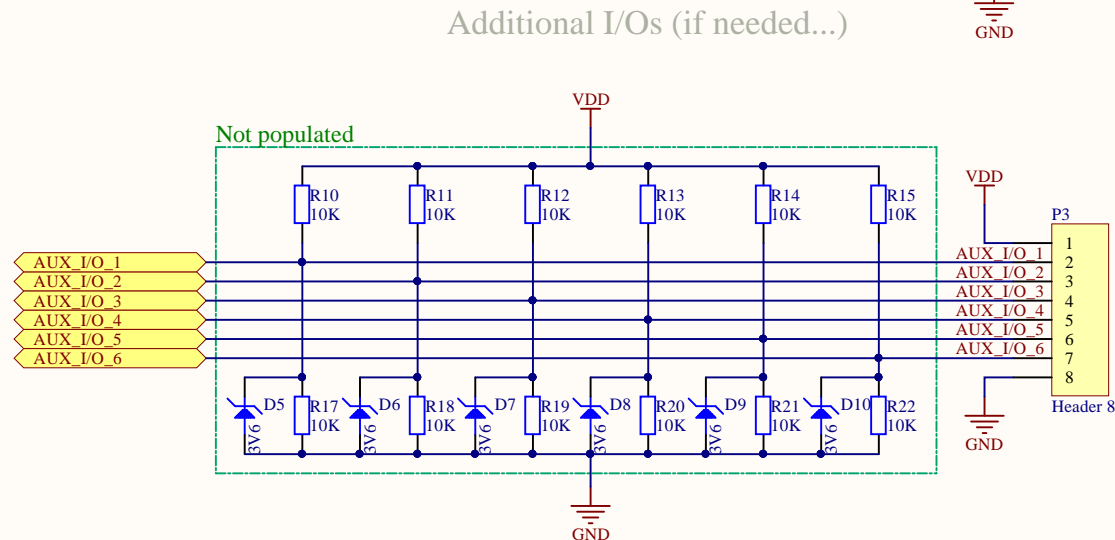 GND
Additional I/Os (if needed...)
VDD
Not populated
R10 R11 R12 R13 R14 R15
10K 10K 10K 10K 10K 10K
VDD
P3
1
AUX_I/O_1 AUX_I/O_1 2
AUX_I/O_2 AUX_I/O_2 3
AUX_I/O_3 AUX_I/O_3 4
AUX_I/O_4 AUX_I/O_4 5
AUX_I/O_5 AUX_I/O_5 6
AUX_I/O_6 AUX_I/O_6 7
8
D5 R17 D6 R18 D7 R19 D8 R20 D9 R21 D10 R22
10K 10K 10K 10K 10K 10K
3V6 3V6 3V6 3V6 3V6 3V6
Header 8
GND
GND